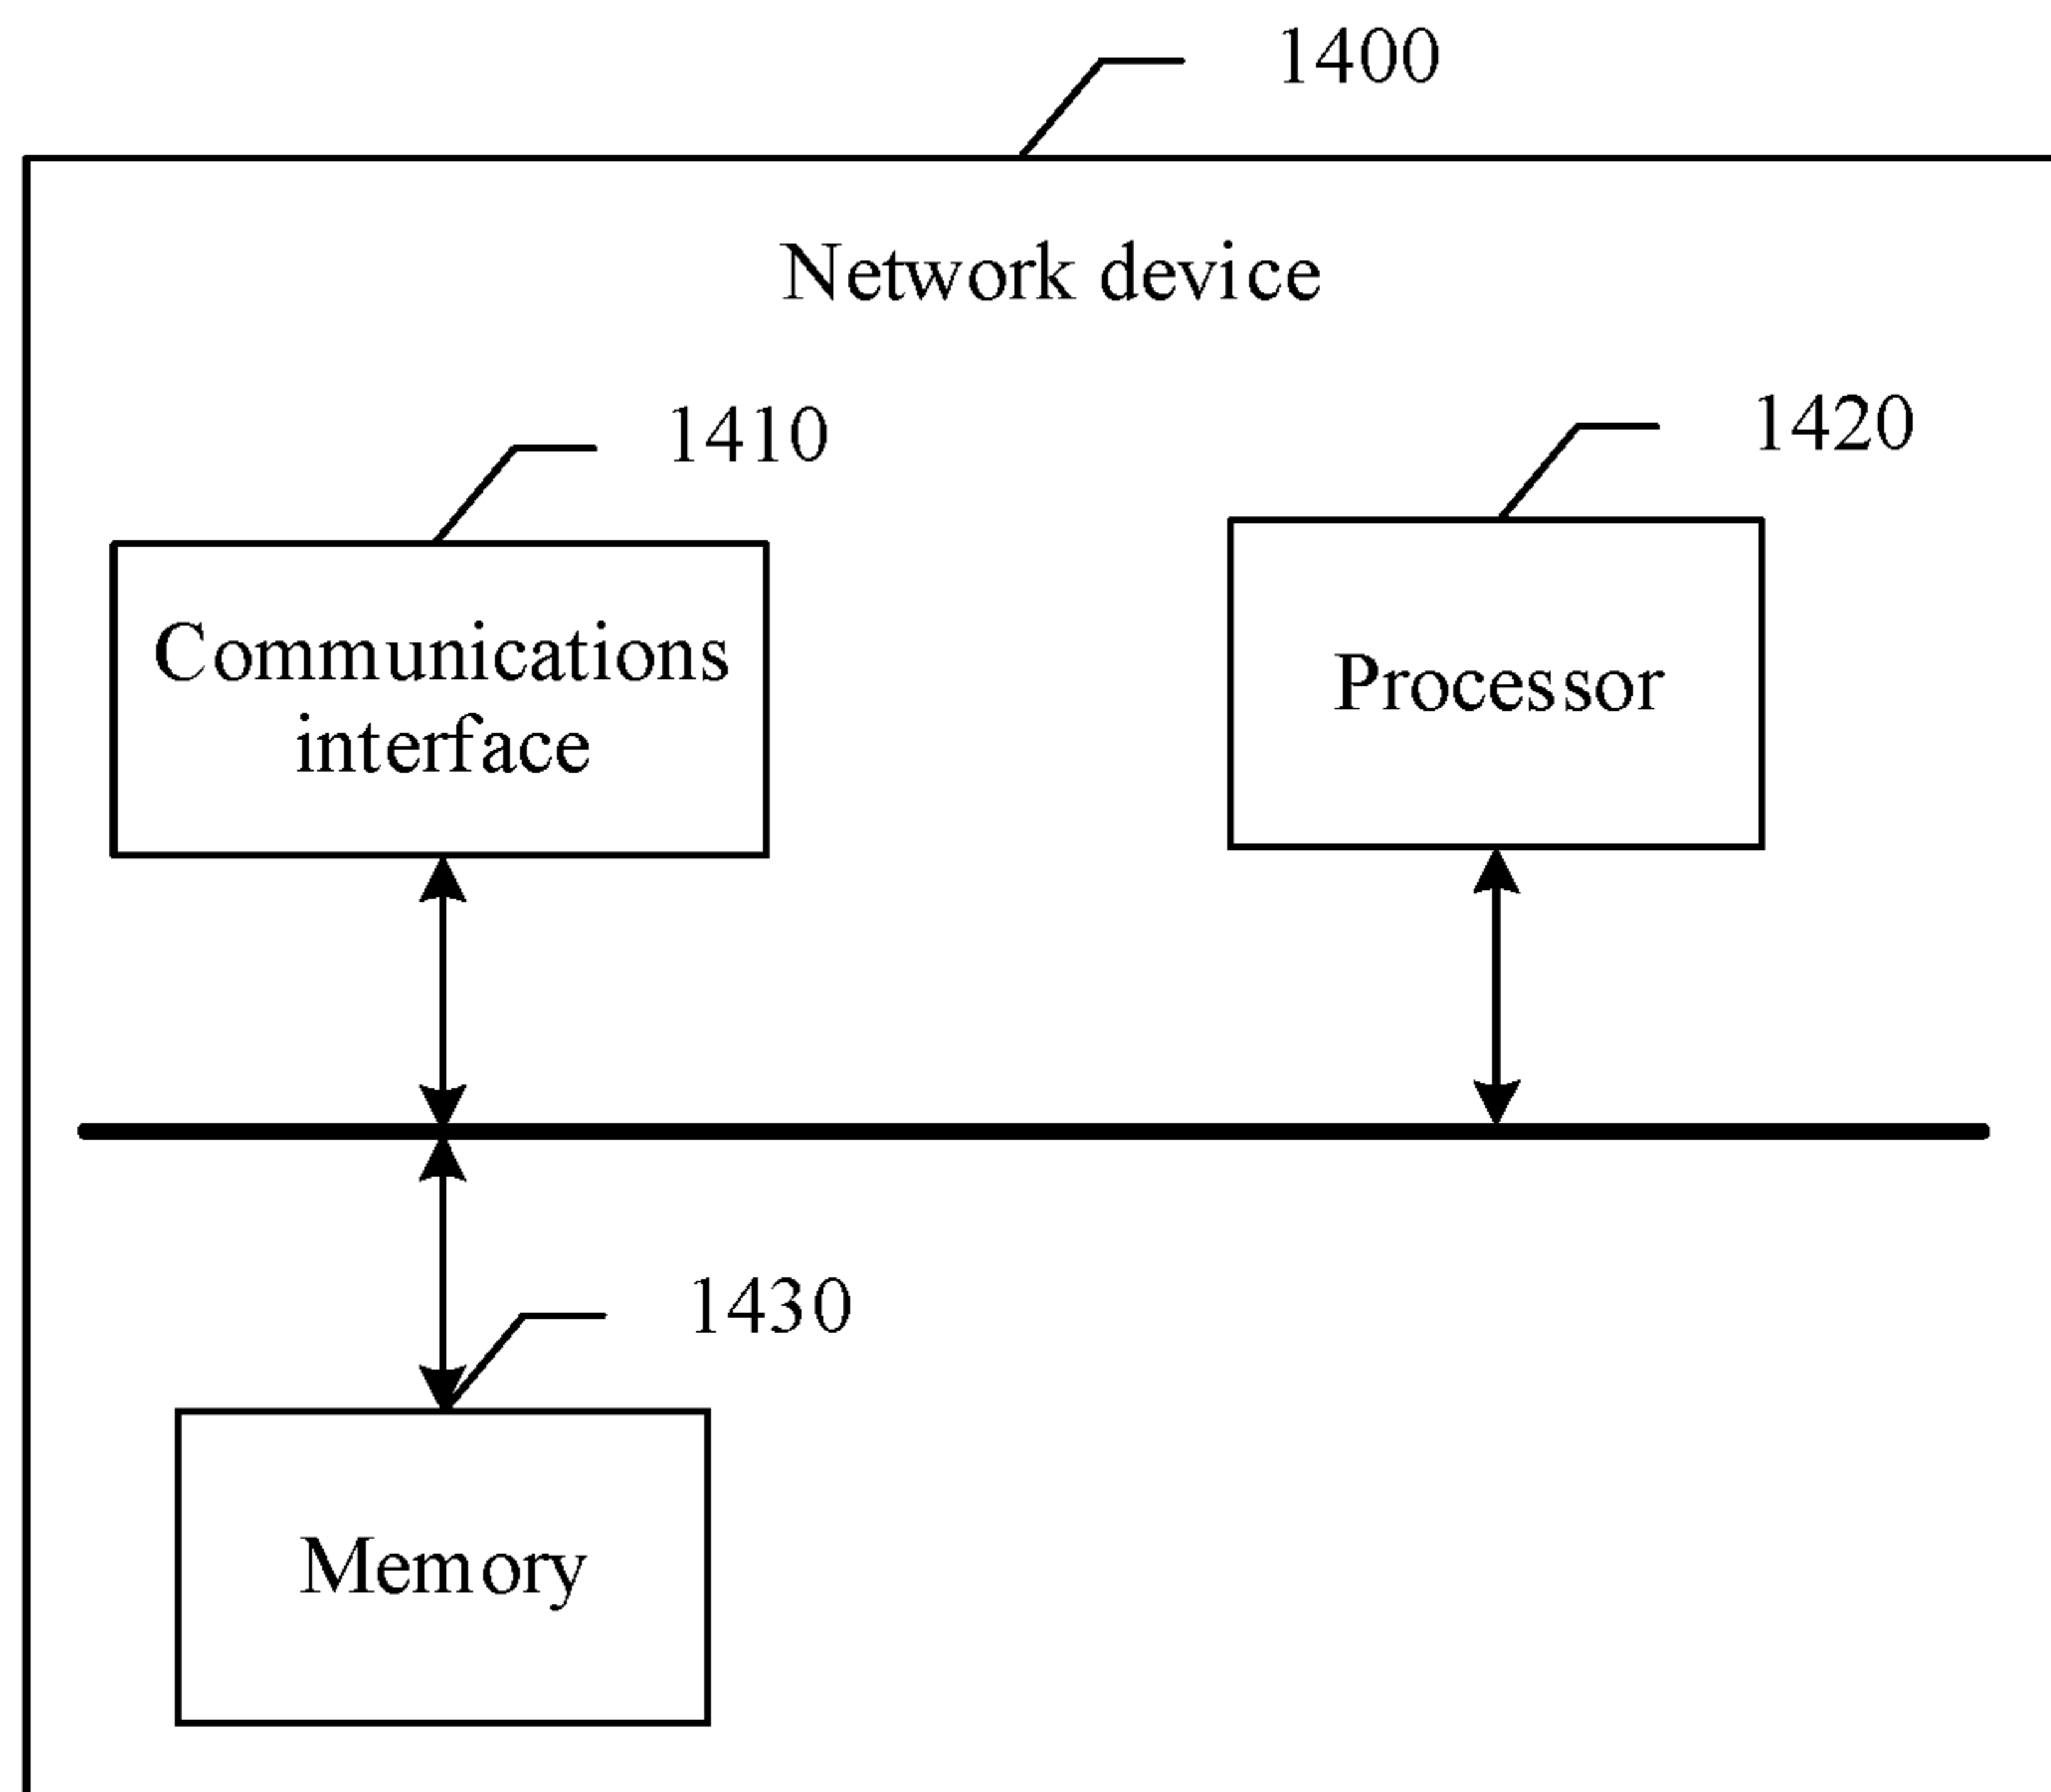 1400
Network device
1410
1420
Communications
interface
Processor
1430
Memory